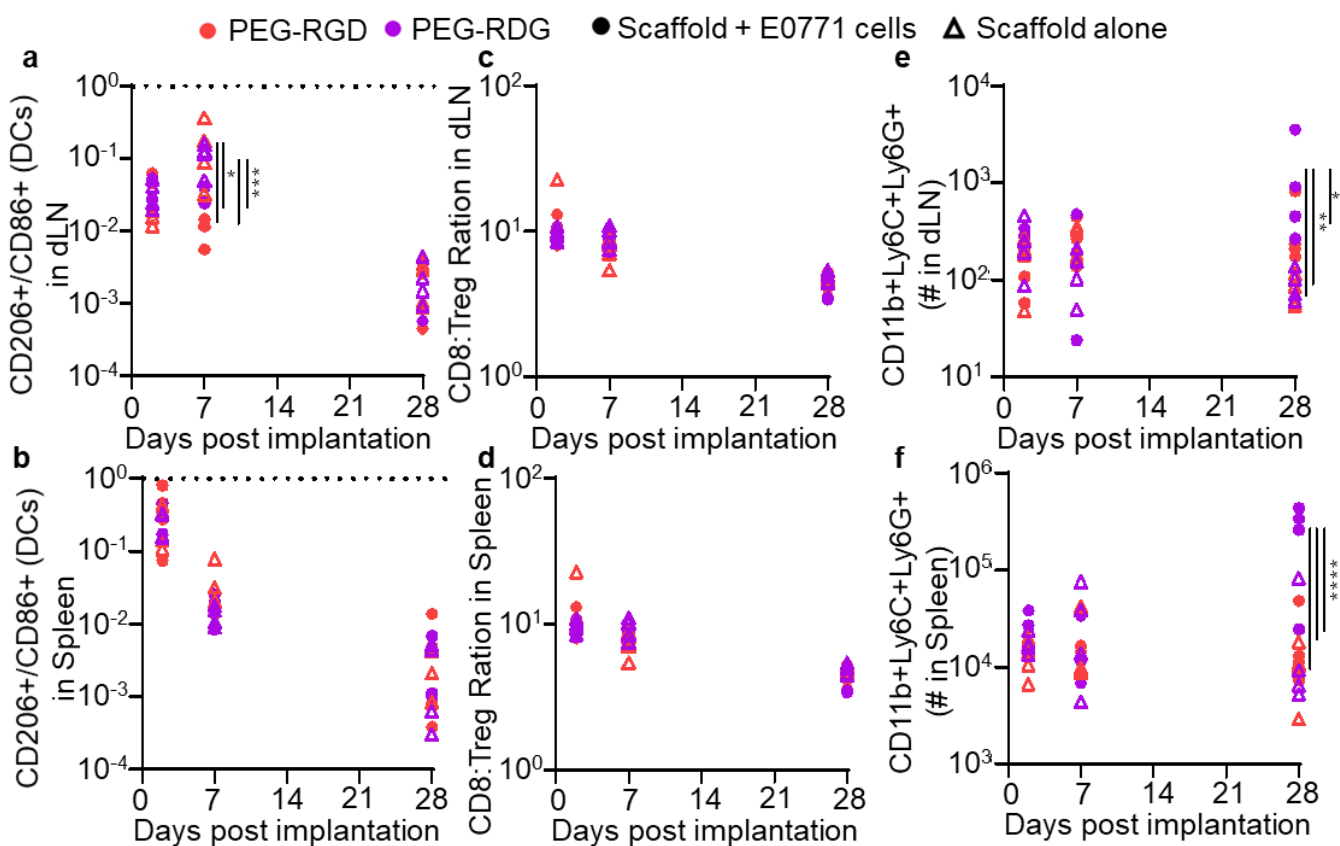 PEG-RGD PEG-RDG Scaffold + E0771 cells Scaffold alone
a
CD206+/CD86+ (DCs)
in dLN
10⁰
10⁻¹
10⁻²
10⁻³
10⁻⁴
*
***
0 7 14 21 28
Days post implantation
c
CD8:Treg Ration in dLN
10²
10¹
10⁰
0 7 14 21 28
Days post implantation
e
CD11b+Ly6C+Ly6G+
(# in dLN)
10⁴
10³
10²
10¹
**
*
0 7 14 21 28
Days post implantation
b
CD206+/CD86+ (DCs)
in Spleen
10⁰
10⁻¹
10⁻²
10⁻³
10⁻⁴
0 7 14 21 28
Days post implantation
d
CD8:Treg Ration in Spleen
10²
10¹
10⁰
0 7 14 21 28
Days post implantation
f
CD11b+Ly6C+Ly6G+
(# in Spleen)
10⁶
10⁵
10⁴
10³
****
0 7 14 21 28
Days post implantation